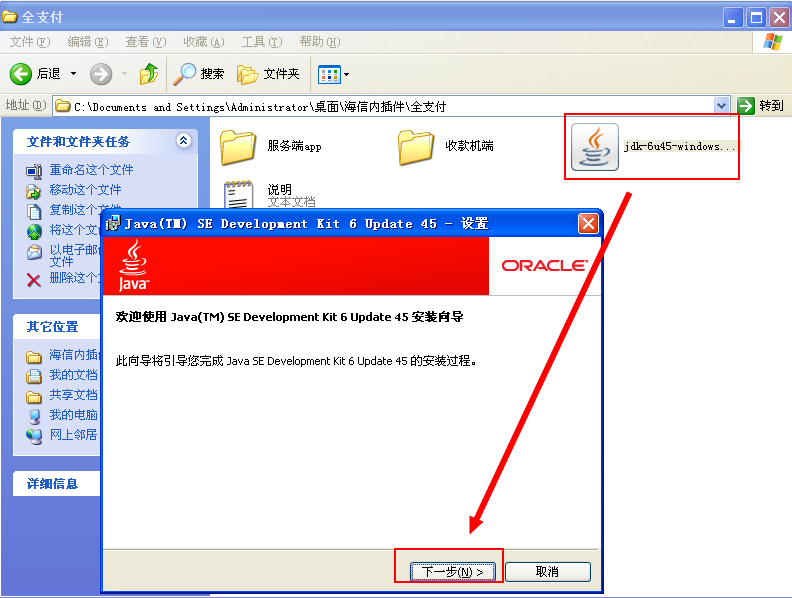 全支付
文件(F) 编辑(E) 查看(V) 收藏(A) 工具(T) 帮助(H)
后退 搜索 文件夹
地址(D) C:\Documents and Settings\Administrator\桌面\海信内插件\全支付 转到
文件和文件夹任务
重命名这个文件
移动这个文件
复制这个文
将这个文
以电子邮
文件
删除这个
其它位置
海信内插
我的文档
共享文档
我的电脑
网上邻居
详细信息
服务端app
收款机端
jdk-6u45-windows...
说明
文本文档
Java(TM) SE Development Kit 6 Update 45 - 设置
Java
ORACLE
欢迎使用 Java(TM) SE Development Kit 6 Update 45 安装向导
此向导将引导您完成 Java SE Development Kit 6 Update 45 的安装过程。
下一步(N) >
取消